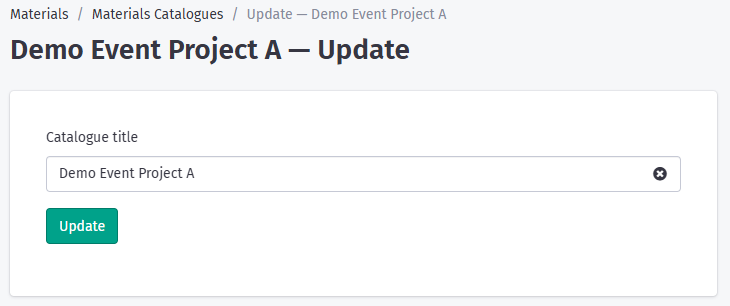 Materials / Materials Catalogues / Update — Demo Event Project A
Demo Event Project A — Update
Catalogue title
Demo Event Project A
Update